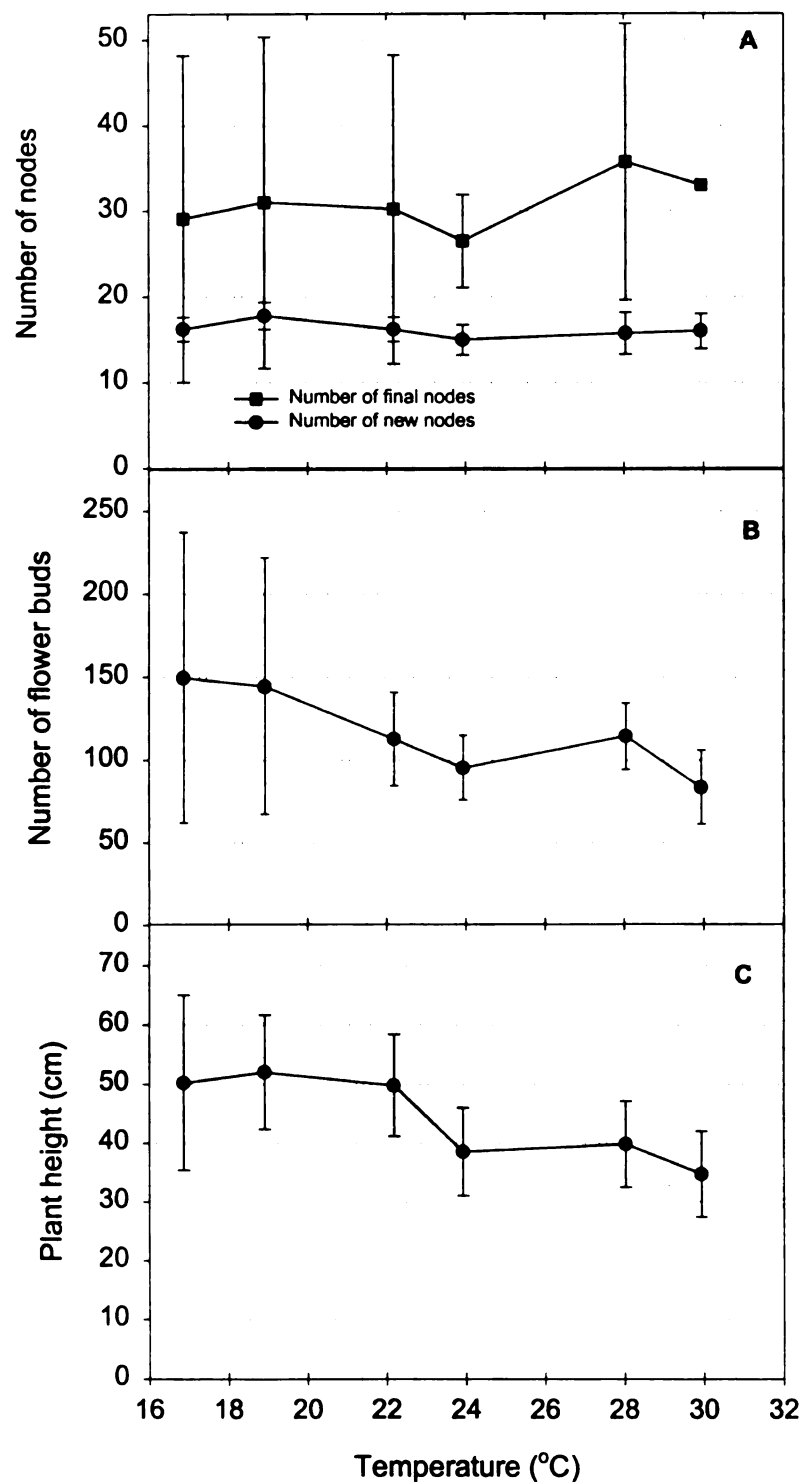 A
Number of nodes
50
40
30
20
10
0
Number of final nodes
Number of new nodes
B
Number of flower buds
250
200
150
100
50
0
C
Plant height (cm)
70
60
50
40
30
20
10
0
16 18 20 22 24 26 28 30 32
Temperature (°C)